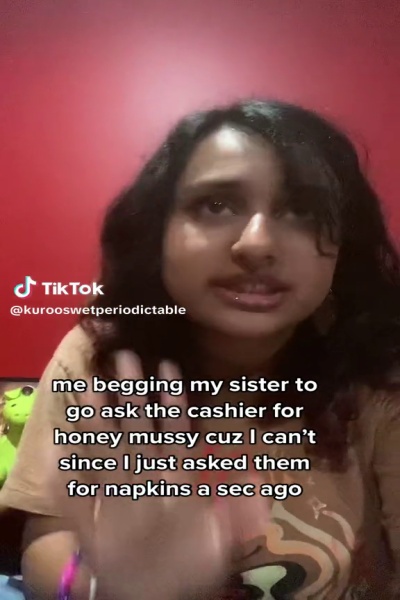 TikTok
@kurooswetperiodictable
me begging my sister to
go ask the cashier for
honey mussy cuz I can't
since I just asked them
for napkins a sec ago